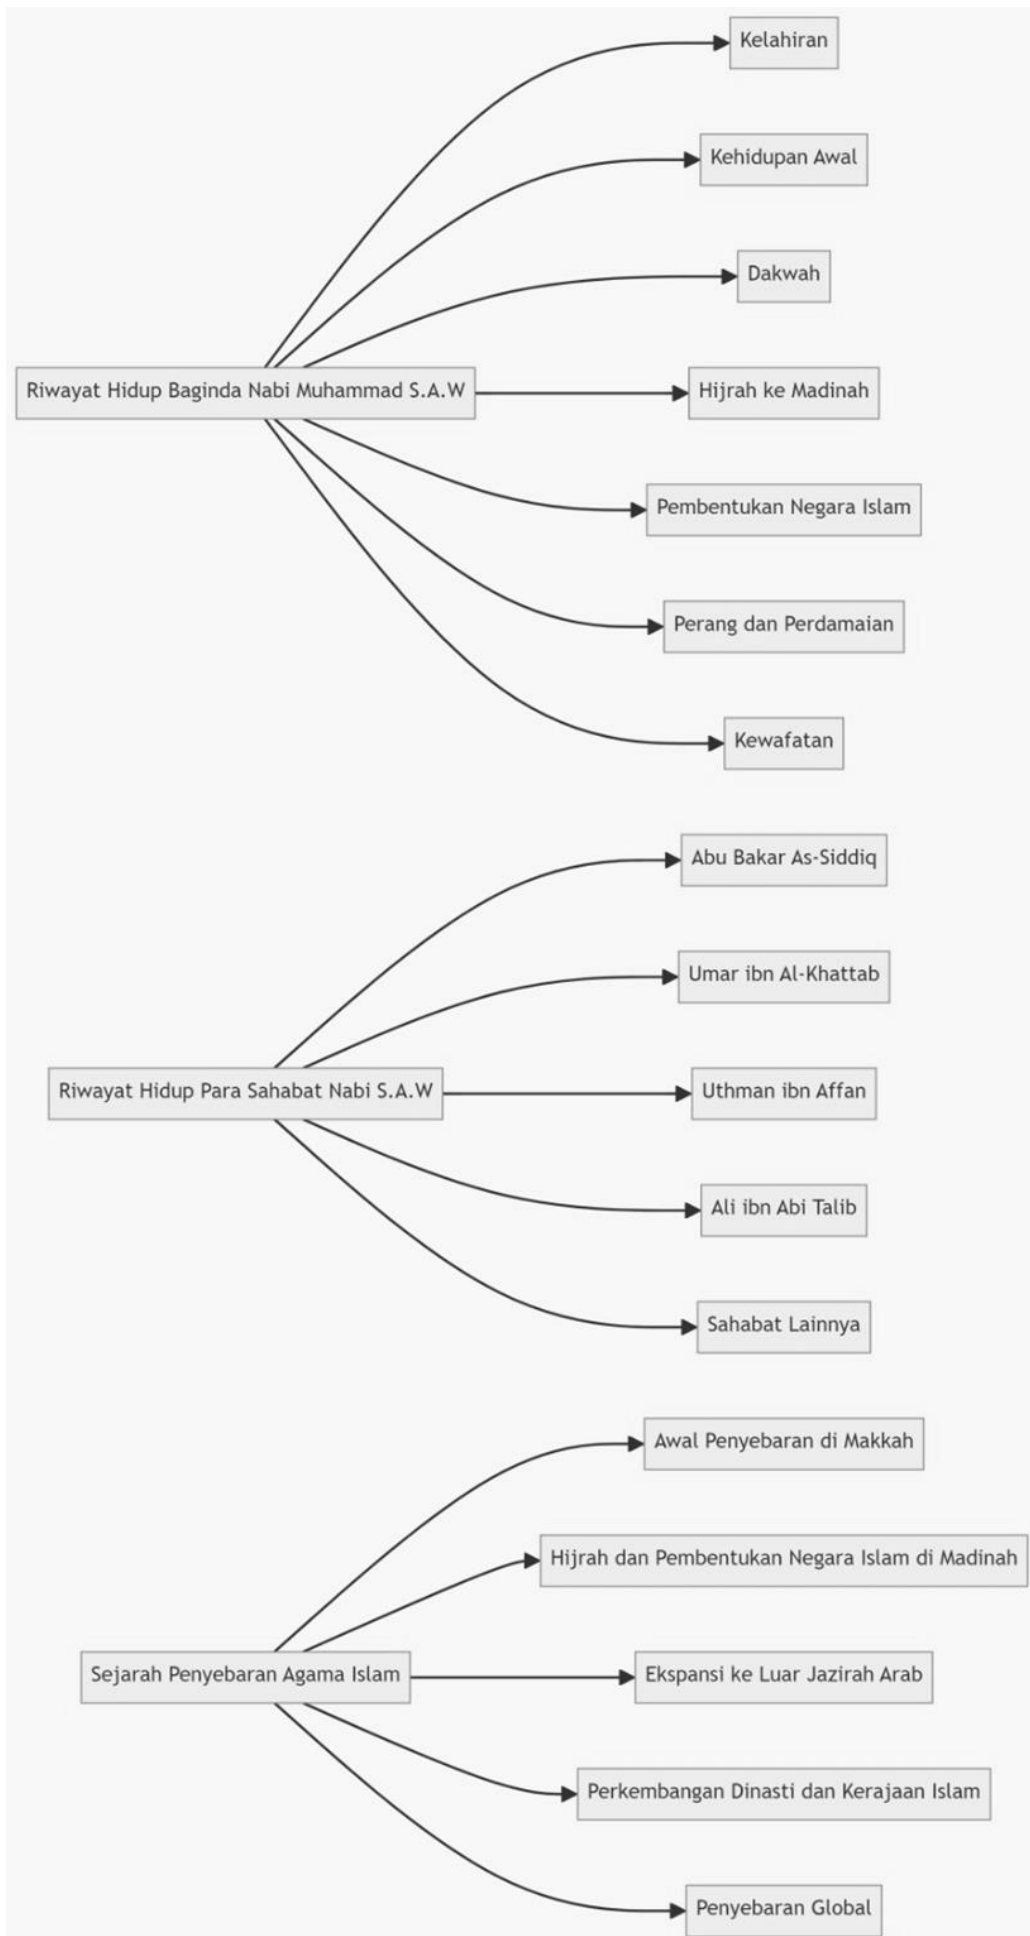 Riwayat Hidup Baginda Nabi Muhammad S.A.W
Kelahiran
Kehidupan Awal
Dakwah
Hijrah ke Madinah
Pembentukan Negara Islam
Perang dan Perdamaian
Kewafatan
Riwayat Hidup Para Sahabat Nabi S.A.W
Abu Bakar As-Siddiq
Umar ibn Al-Khattab
Uthman ibn Affan
Ali ibn Abi Talib
Sahabat Lainnya
Sejarah Penyebaran Agama Islam
Awal Penyebaran di Makkah
Hijrah dan Pembentukan Negara Islam di Madinah
Ekspansi ke Luar Jazirah Arab
Perkembangan Dinasti dan Kerajaan Islam
Penyebaran Global